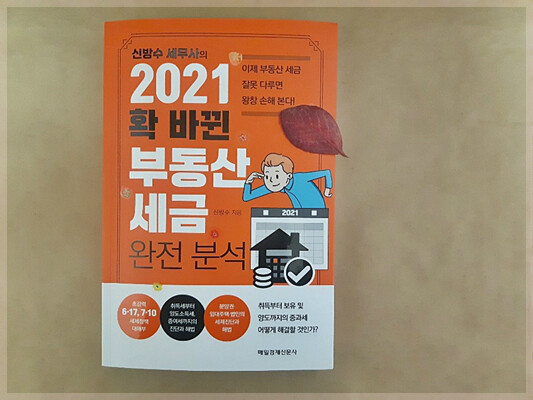 신방수 세무사의
2021
확 바뀐
부동산
세금
완전 분석
이제 부동산 세금
잘못 다루면
왕창 손해 본다!
신방수 지음
2021
초강력
6·17, 7·10
세제정책
대해부
취득세부터
양도소득세,
증여세까지의
진단과 해법
분양권·
임대주택·법인의
세제진단과
해법
취득부터 보유 및
양도까지의 중과세
어떻게 해결할 것인가?
매일경제신문사